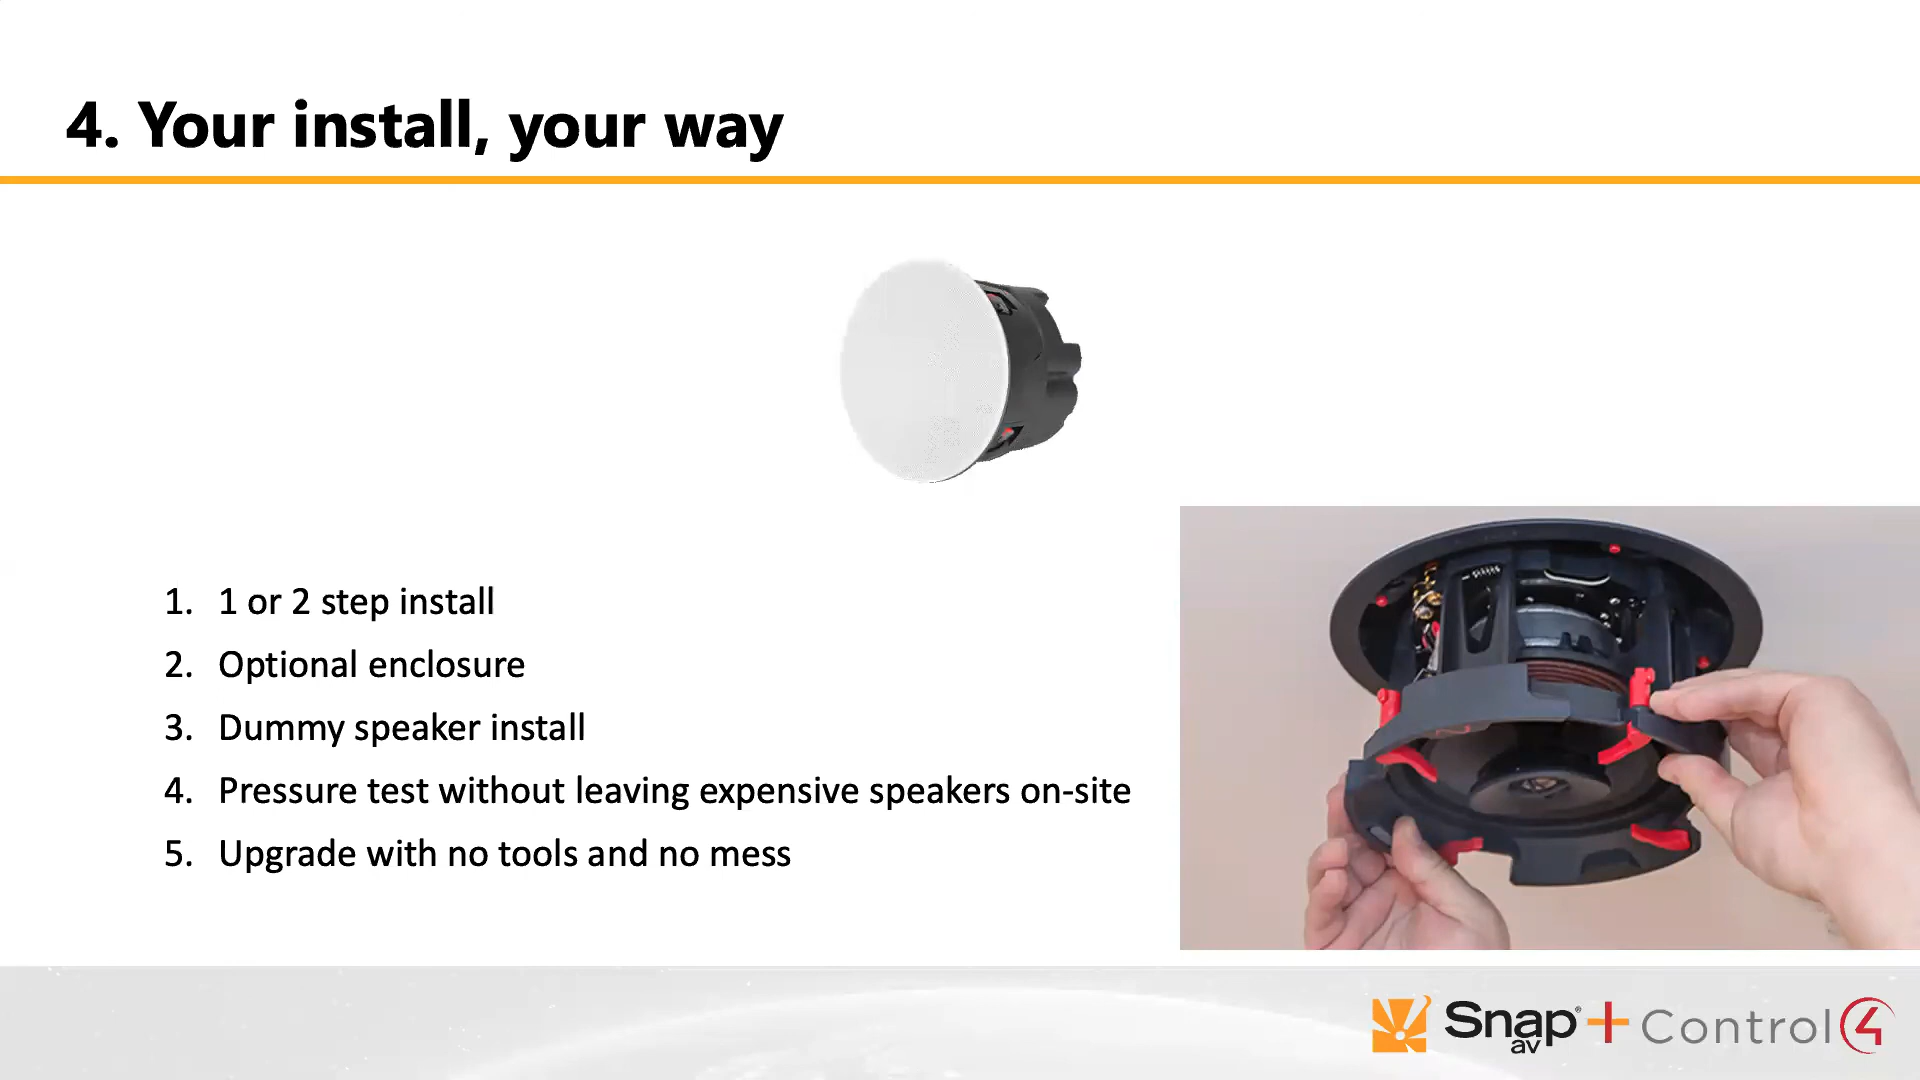 4. Your install, your way
1. 1 or 2 step install
2. Optional enclosure
3. Dummy speaker install
4. Pressure test without leaving expensive speakers on-site
5. Upgrade with no tools and no mess
Snap® av + Control4